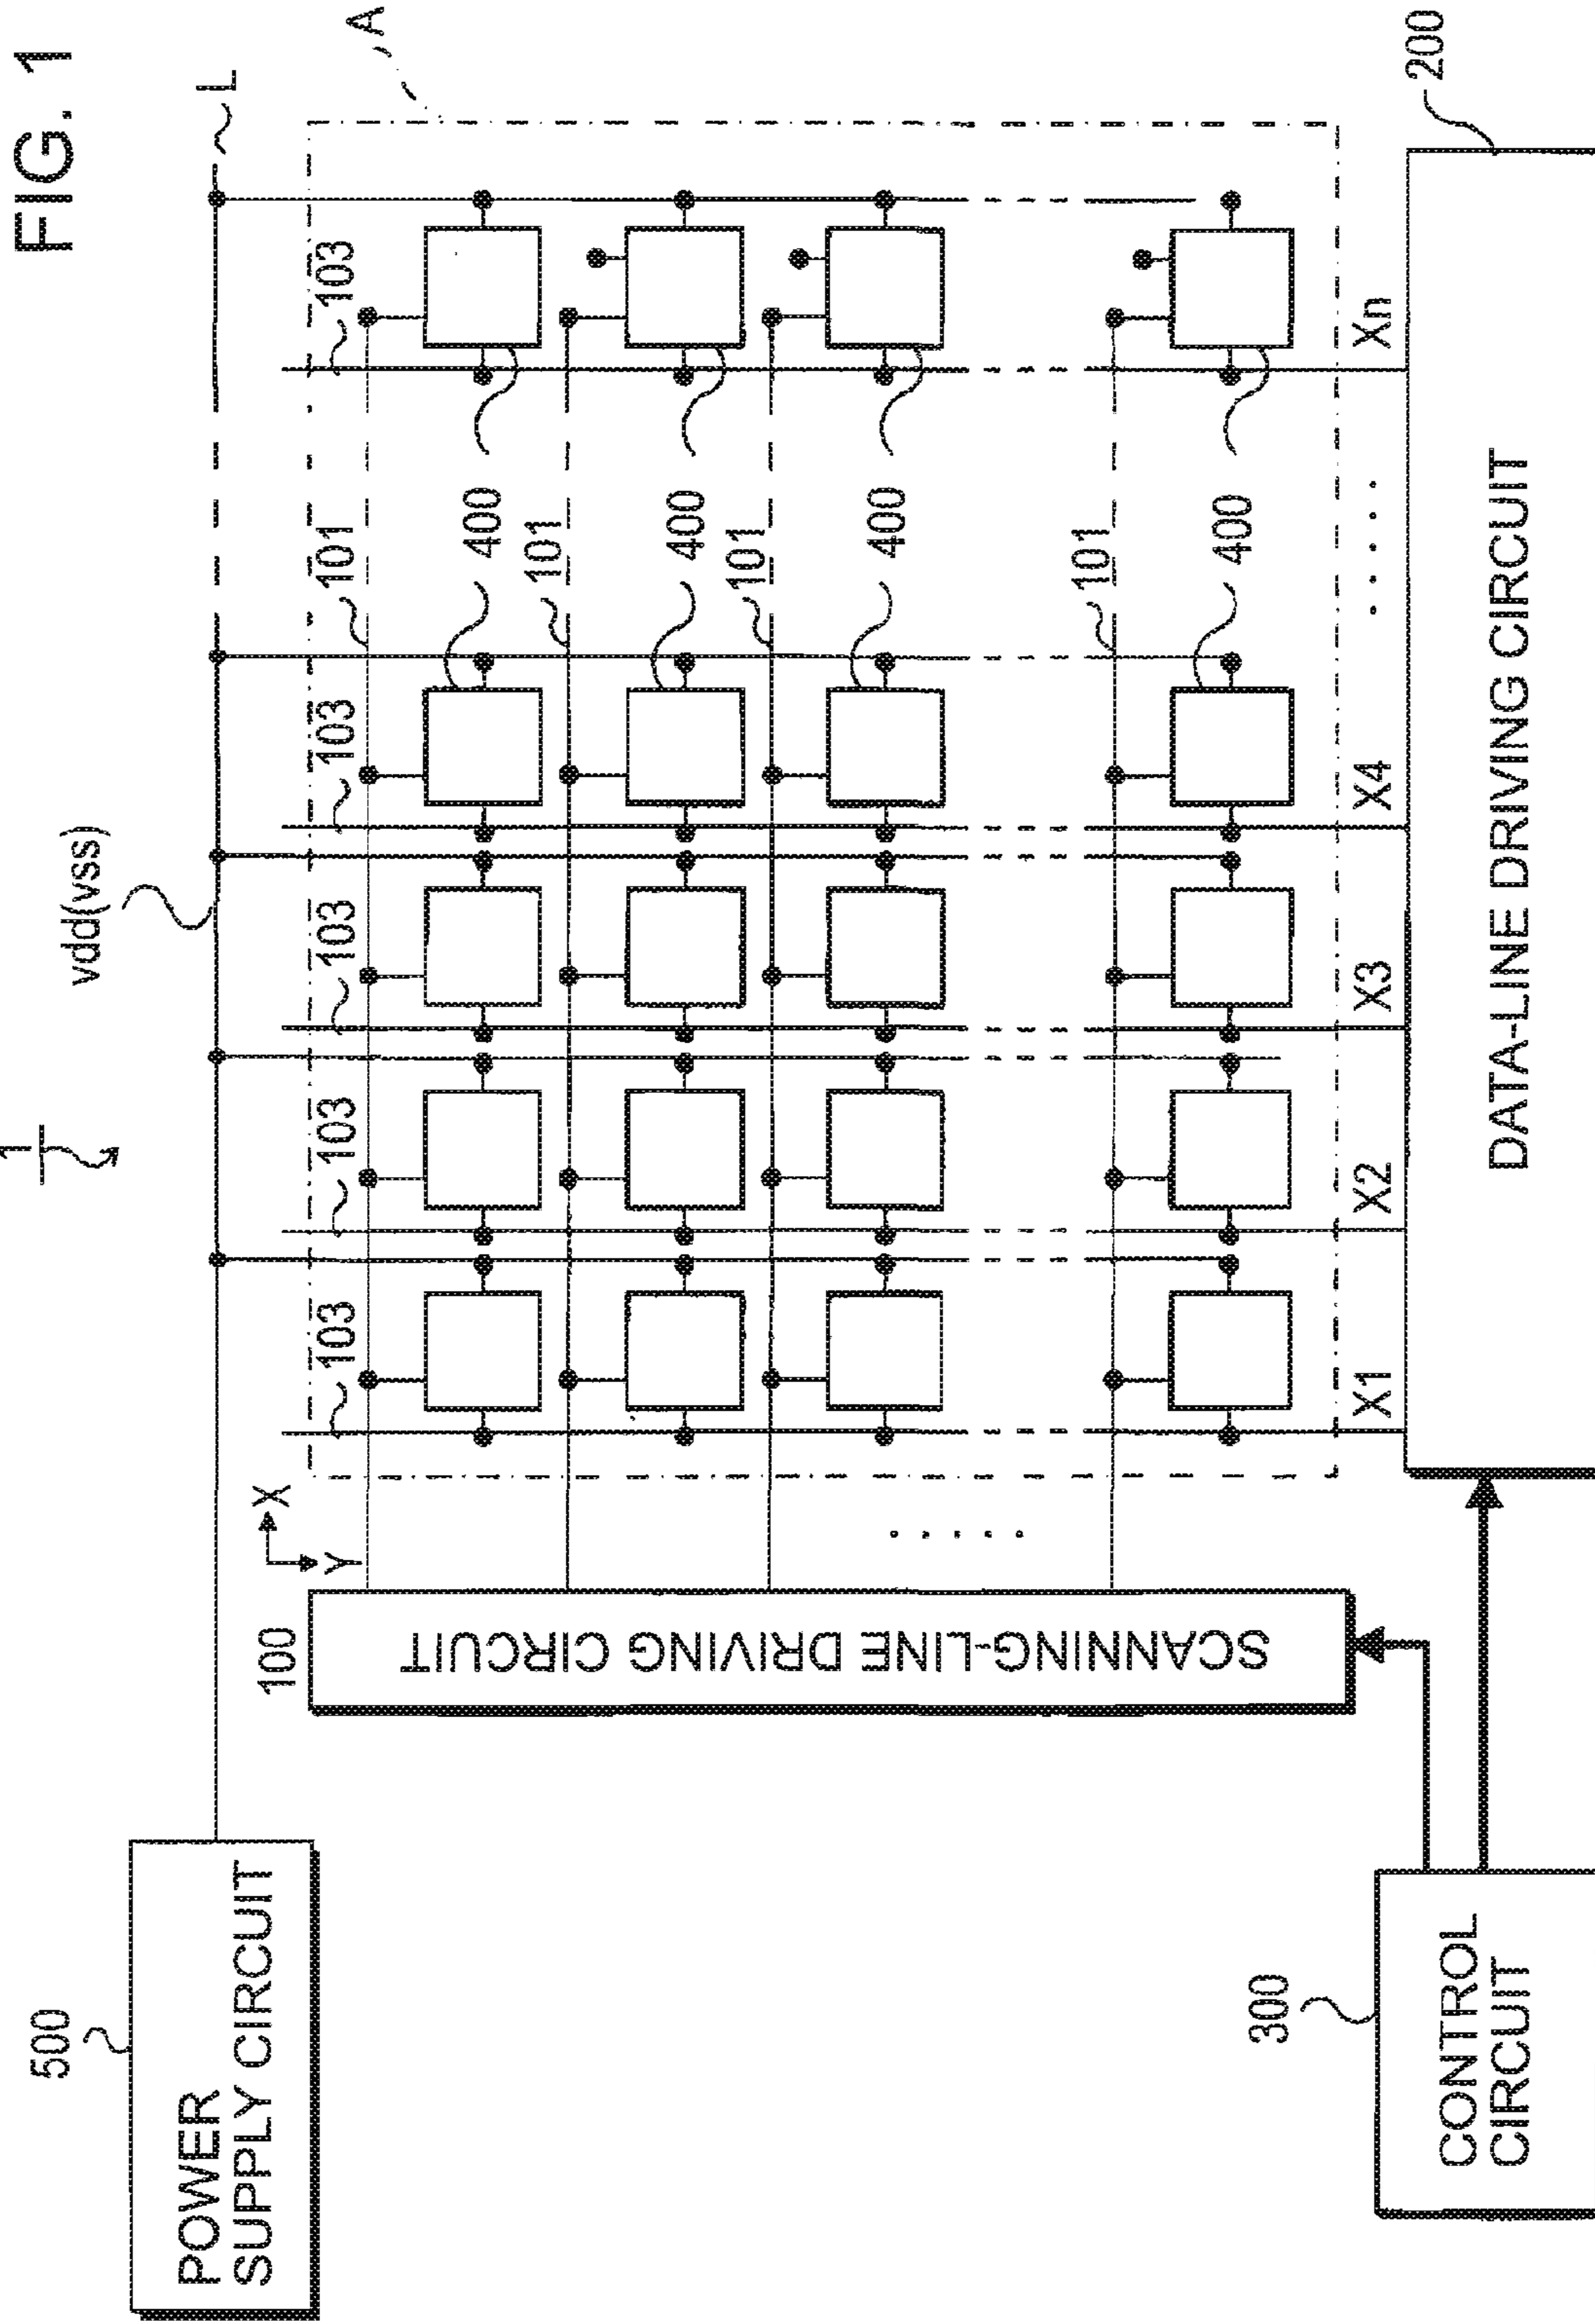 FIG. 1
1
vdd(vss)
L
A
500
POWER
SUPPLY CIRCUIT
X
Y
100
SCANNING-LINE DRIVING CIRCUIT
103
103
103
103
101
103
400
101
400
101
400
101
400
X1
X2
X3
X4
. . . . .
Xn
. . . . .
200
DATA-LINE DRIVING CIRCUIT
300
CONTROL
CIRCUIT